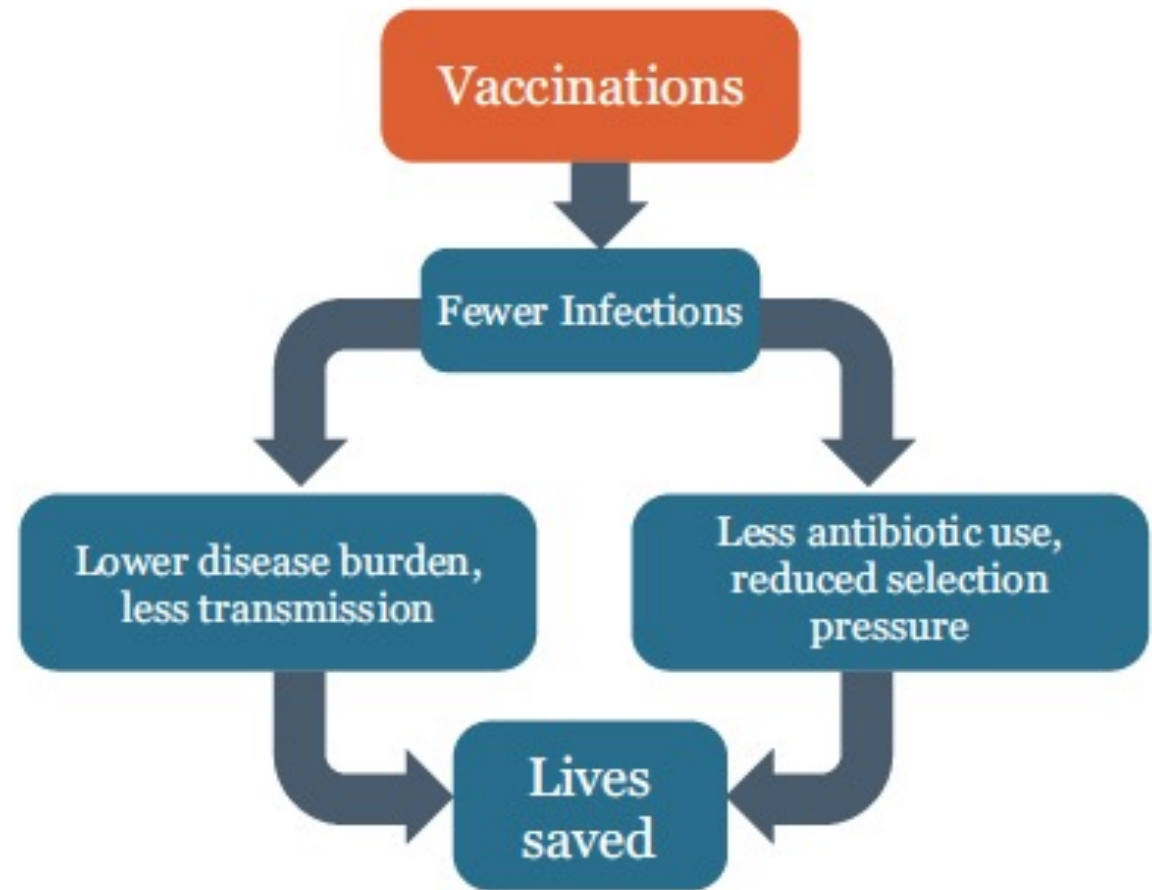 Vaccinations
Fewer Infections
Lower disease burden,
less transmission
Less antibiotic use,
reduced selection
pressure
Lives
saved